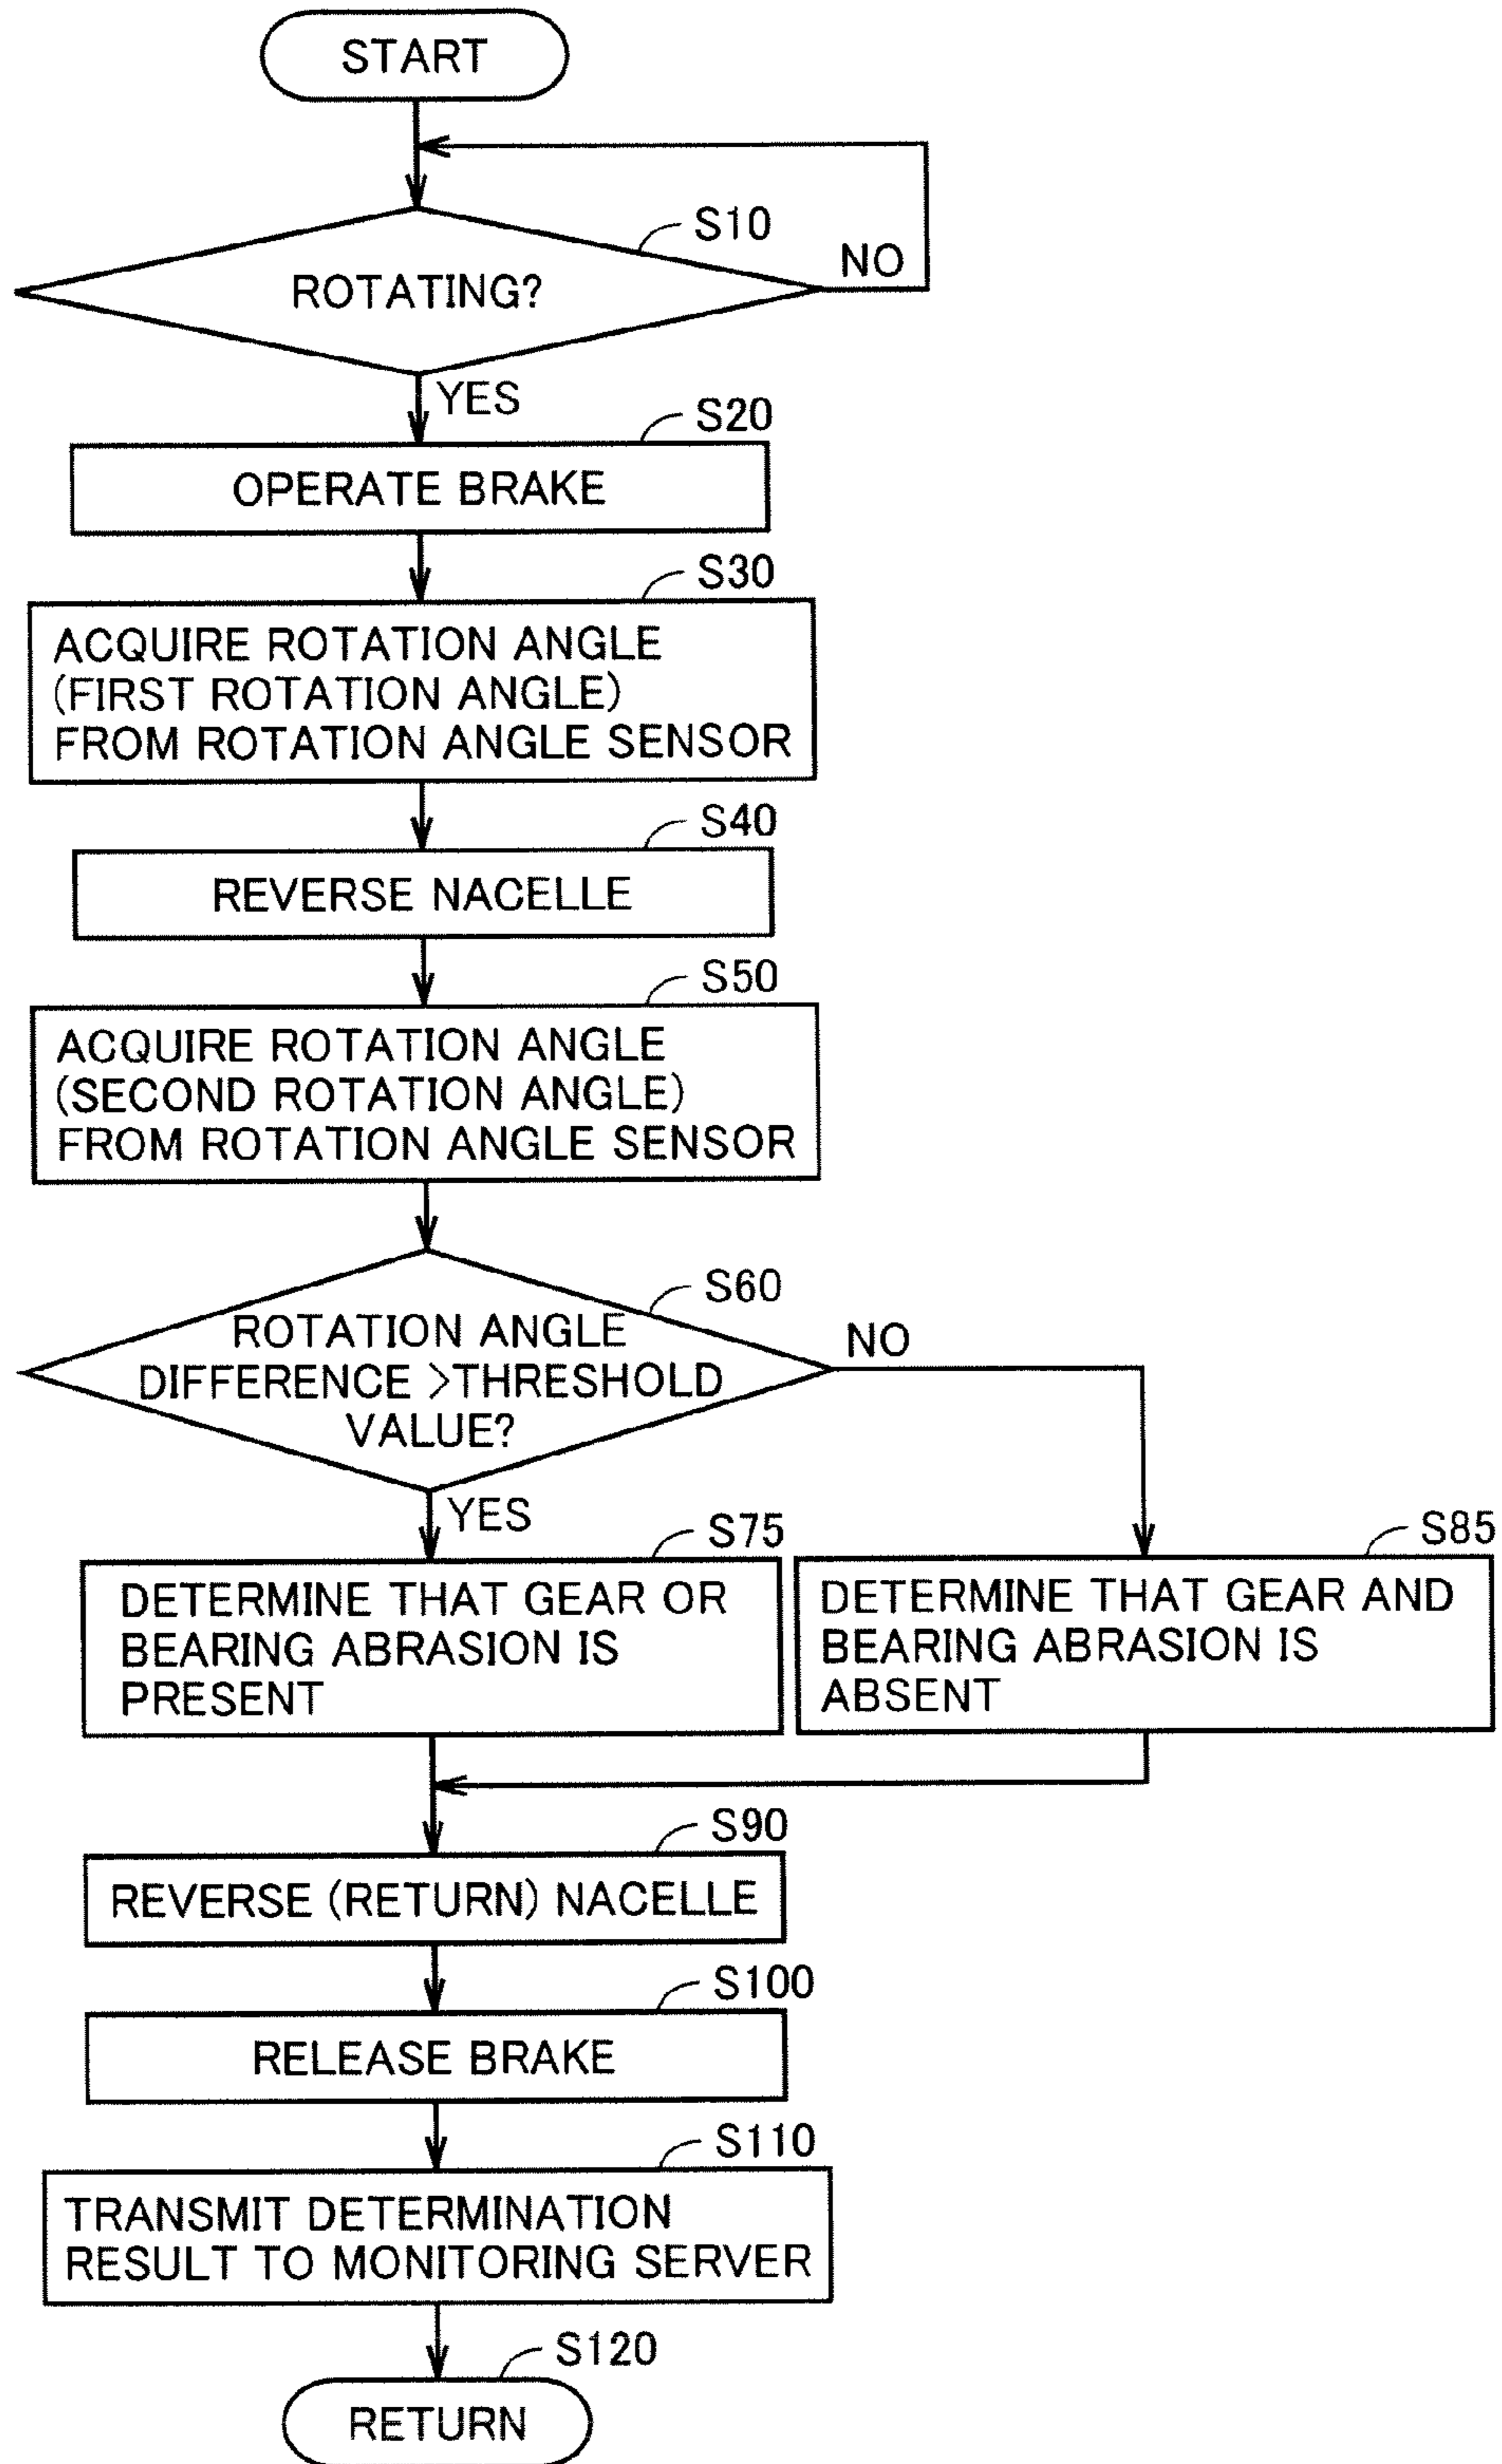 START
S10
ROTATING?
NO
YES
S20
OPERATE BRAKE
S30
ACQUIRE ROTATION ANGLE
(FIRST ROTATION ANGLE)
FROM ROTATION ANGLE SENSOR
S40
REVERSE NACELLE
S50
ACQUIRE ROTATION ANGLE
(SECOND ROTATION ANGLE)
FROM ROTATION ANGLE SENSOR
S60
ROTATION ANGLE
DIFFERENCE >THRESHOLD
VALUE?
NO
YES
S75
DETERMINE THAT GEAR OR
BEARING ABRASION IS
PRESENT
S85
DETERMINE THAT GEAR AND
BEARING ABRASION IS
ABSENT
S90
REVERSE (RETURN) NACELLE
S100
RELEASE BRAKE
S110
TRANSMIT DETERMINATION
RESULT TO MONITORING SERVER
S120
RETURN